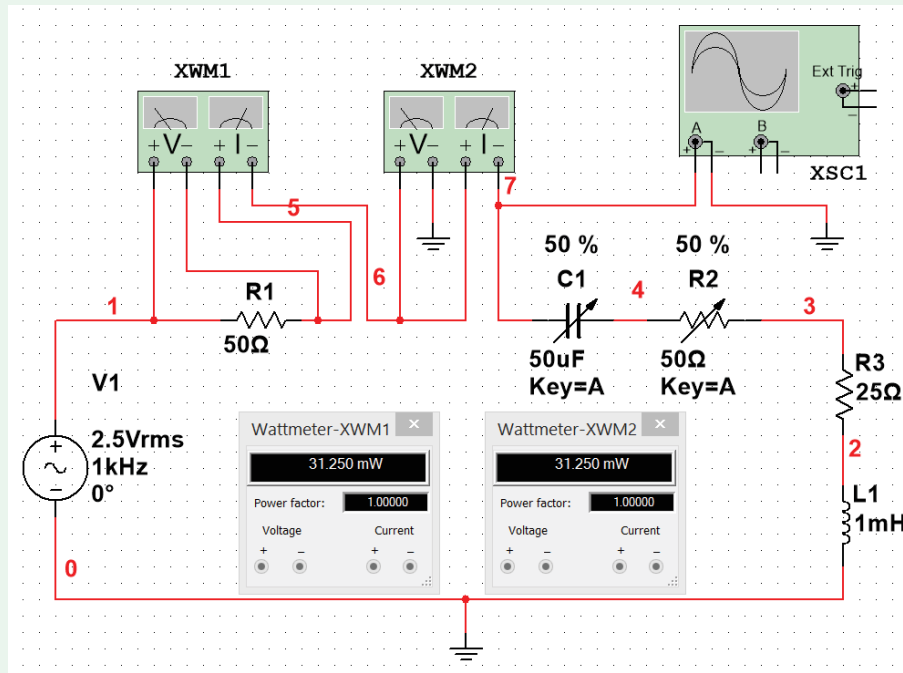 XWM1
XWM2
Ext Trig
+
−
V
+ − + −
I
V
+ − + −
I
A
B
+ − + −
XSC1
5
7
6
50 %
50 %
C1
R2
4
3
1
R1
50Ω
50uF
Key=A
50Ω
Key=A
R3
25Ω
V1
2
+
−
2.5Vrms
1kHz
0°
L1
1mH
0
Wattmeter-XWM1 ×
31.250 mW
Power factor: 1.00000
Voltage Current
+ − + −
Wattmeter-XWM2 ×
31.250 mW
Power factor: 1.00000
Voltage Current
+ − + −